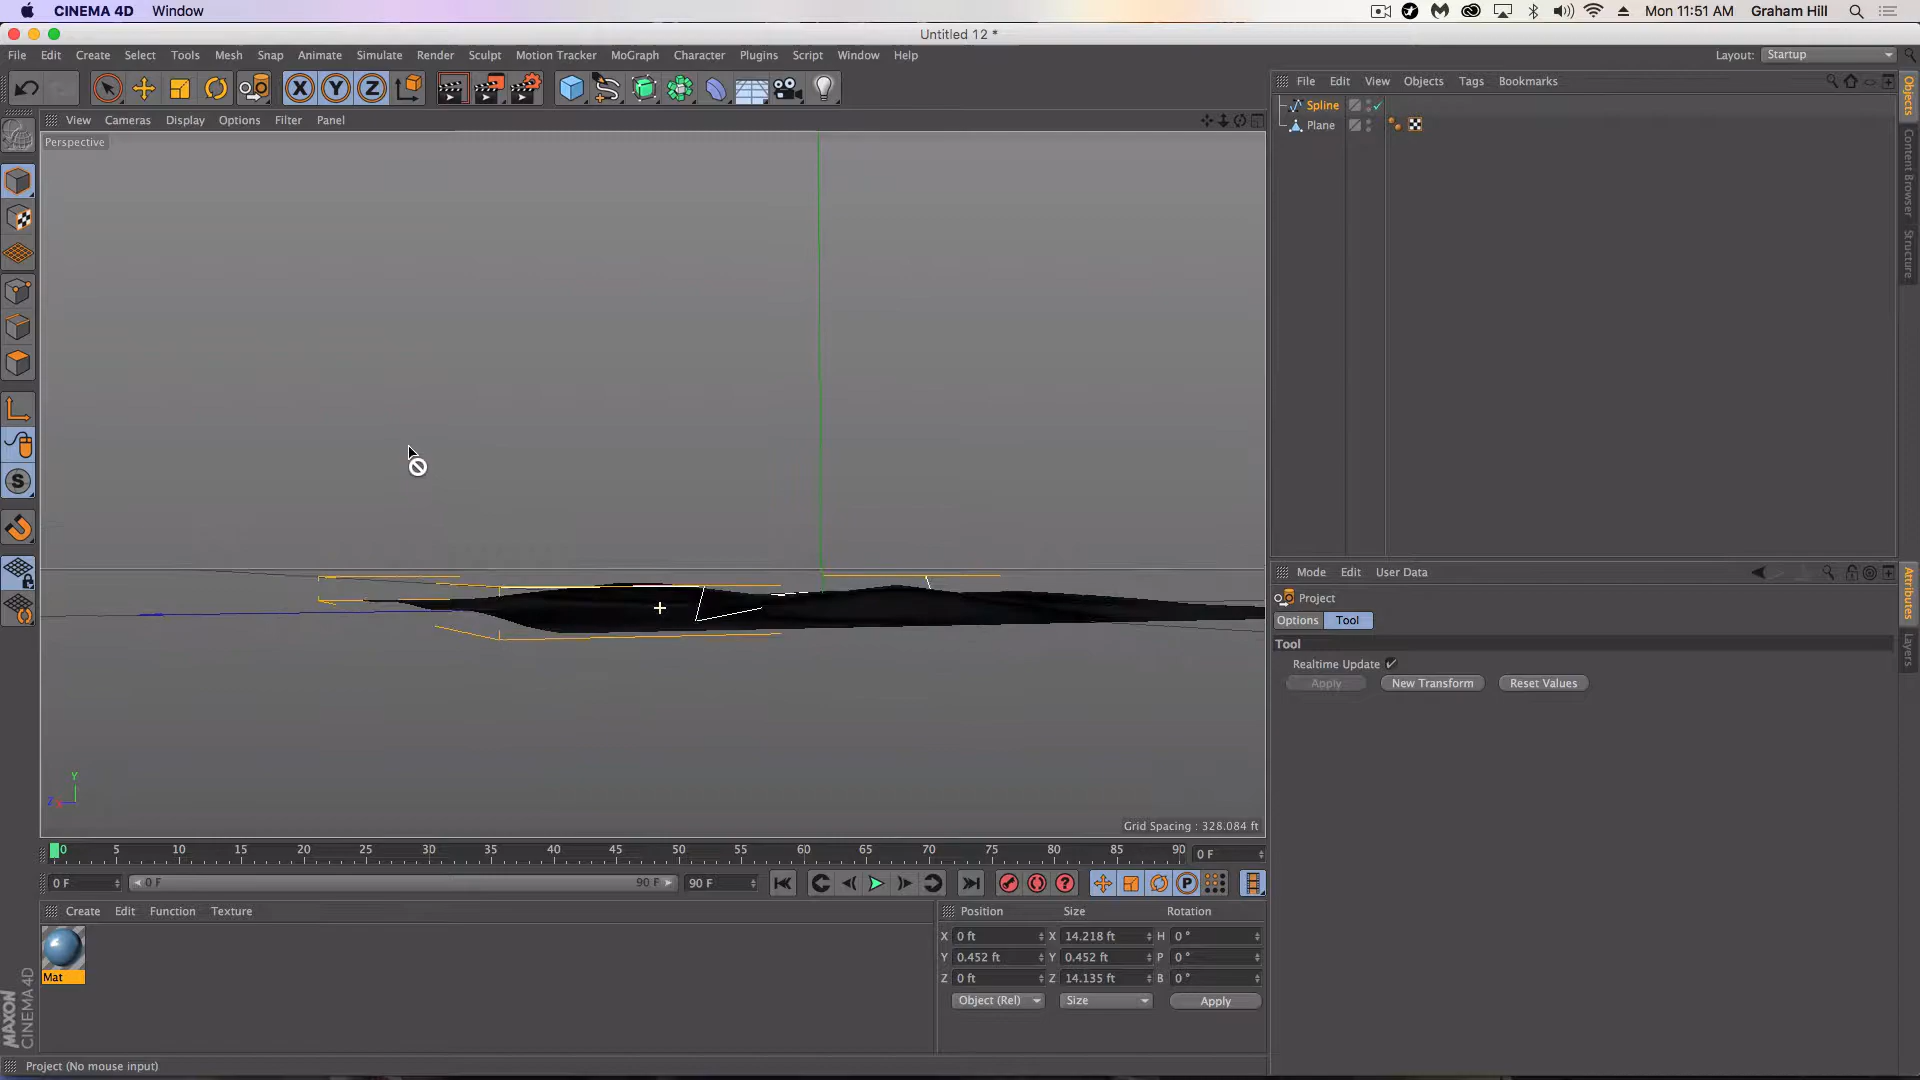 CINEMA 4D Window Mon 11:51 AM Graham Hill
Untitled 12 *
File Edit Create Select Tools Mesh Snap Animate Simulate Render Sculpt Motion Tracker MoGraph Character Plugins Script Window Help Layout: Startup
X Y Z
File Edit View Objects Tags Bookmarks
View Cameras Display Options Filter Panel
Spline
Plane
Perspective
Objects
Content Browser
Structure
S
Mode Edit User Data
Project
Options Tool
Tool
Realtime Update
Apply New Transform Reset Values
Attributes
Layers
Y
Z X
Grid Spacing : 328.084 ft
0 5 10 15 20 25 30 35 40 45 50 55 60 65 70 75 80 85 90 0 F
0 F 0 F 90 F 90 F ? P
Create Edit Function Texture
Mat
Position Size Rotation
X 0 ft X 14.218 ft H 0 °
Y 0.452 ft Y 0.452 ft P 0 °
Z 0 ft Z 14.135 ft B 0 °
Object (Rel) Size Apply
MAXON
CINEMA 4D
Project (No mouse input)